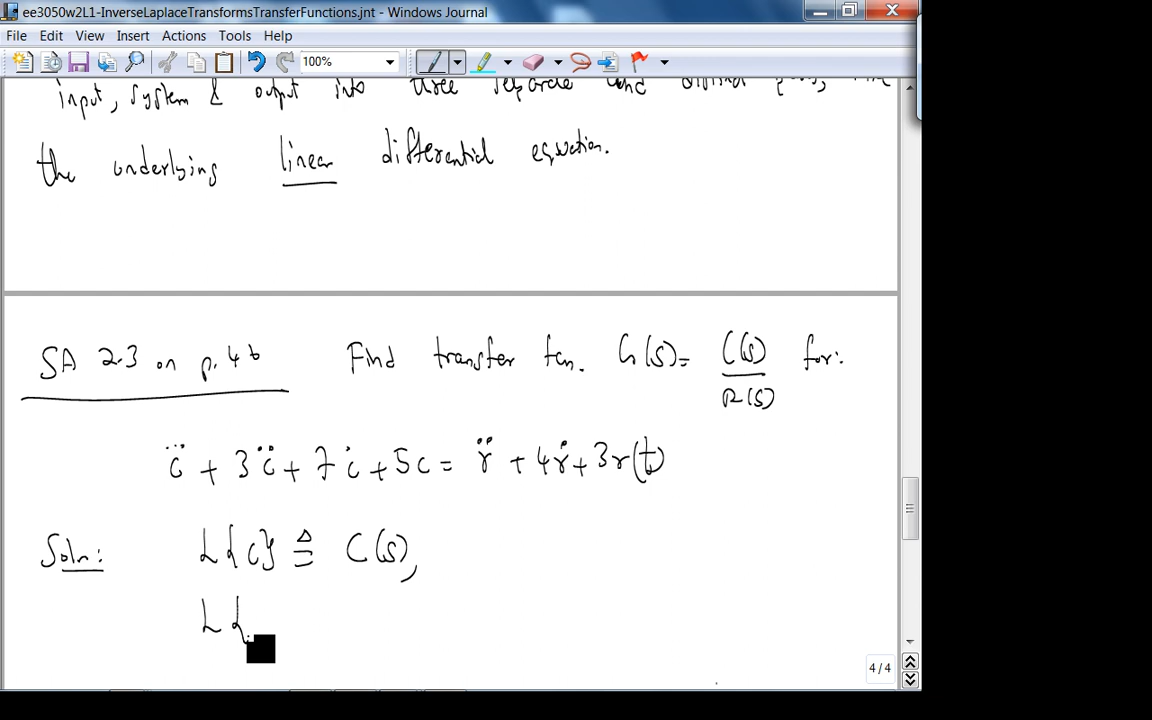 ee3050w2L1-InverseLaplaceTransformsTransferFunctions.jnt - Windows Journal
File Edit View Insert Actions Tools Help
100%
input, system & output into three separate and distinct
the underlying linear differential equation.
SA 2.3 on p. 46 Find transfer fcn. G(s) = C(s)/R(s) for:
c⃛ + 3c̈ + 7ċ + 5c = r̈ + 4ṙ + 3r(t)
Soln: L{c} ≜ C(s),
L{
4 / 4